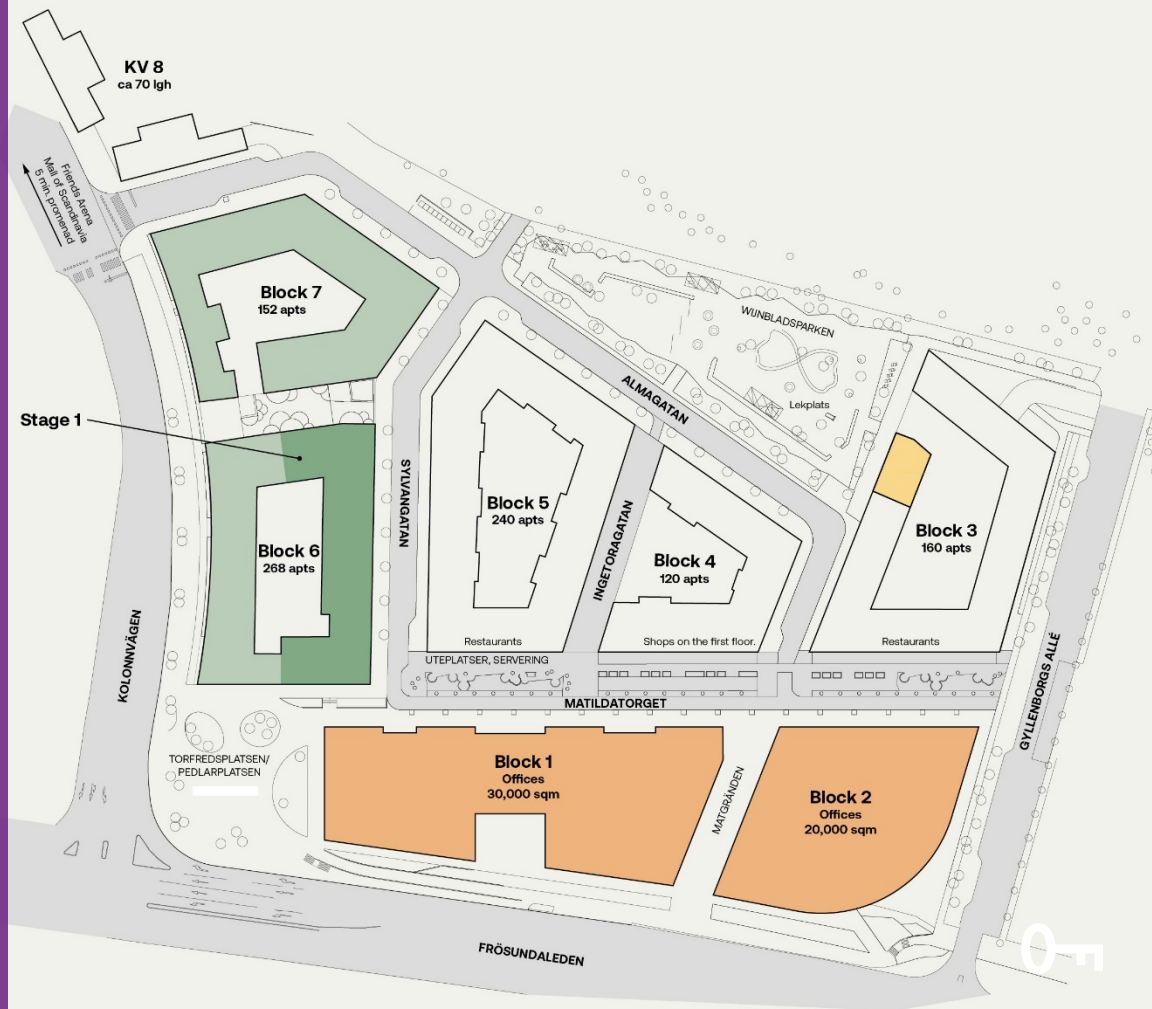 KV 8
ca 70 lgh
Friends Arena
Mall of Scandinavia
5 min. promenad
Block 7
152 apts
WIJNBLADSPARKEN
Lekplats
ALMAGATAN
Stage 1
SYLVANGATAN
Block 5
240 apts
INGETORAGATAN
Block 4
120 apts
Block 3
160 apts
Block 6
268 apts
KOLONNVÄGEN
Restaurants
Shops on the first floor.
Restaurants
UTEPLATSER, SERVERING
MATILDATORGET
GYLLENBORGS ALLÉ
TORFREDSPLATSEN/
PEDLARPLATSEN
Block 1
Offices
30,000 sqm
MATGRÄNDEN
Block 2
Offices
20,000 sqm
FRÖSUNDALEDEN